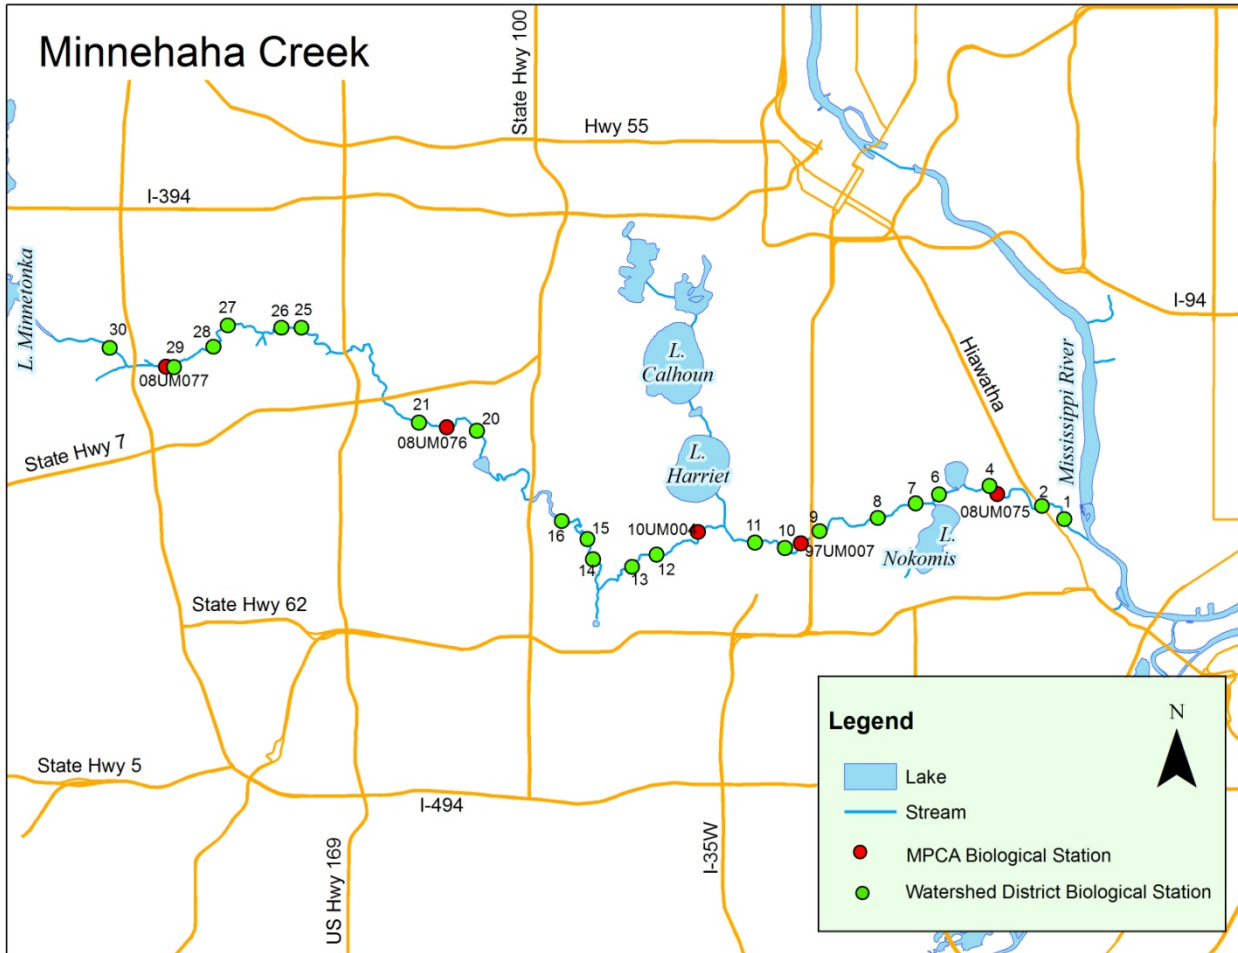 Minnehaha Creek
State Hwy 100
Hwy 55
I-394
L. Minnetonka
I-94
30
29
28
27
26
25
08UM077
State Hwy 7
21
08UM076
20
L.
Calhoun
L.
Harriet
Hiawatha
Mississippi River
16
15
14
13
12
10UM004
11
10
97UM007
9
8
7
6
4
08UM075
2
1
L.
Nokomis
State Hwy 62
State Hwy 5
I-494
US Hwy 169
I-35W
Legend
N
Lake
Stream
MPCA Biological Station
Watershed District Biological Station